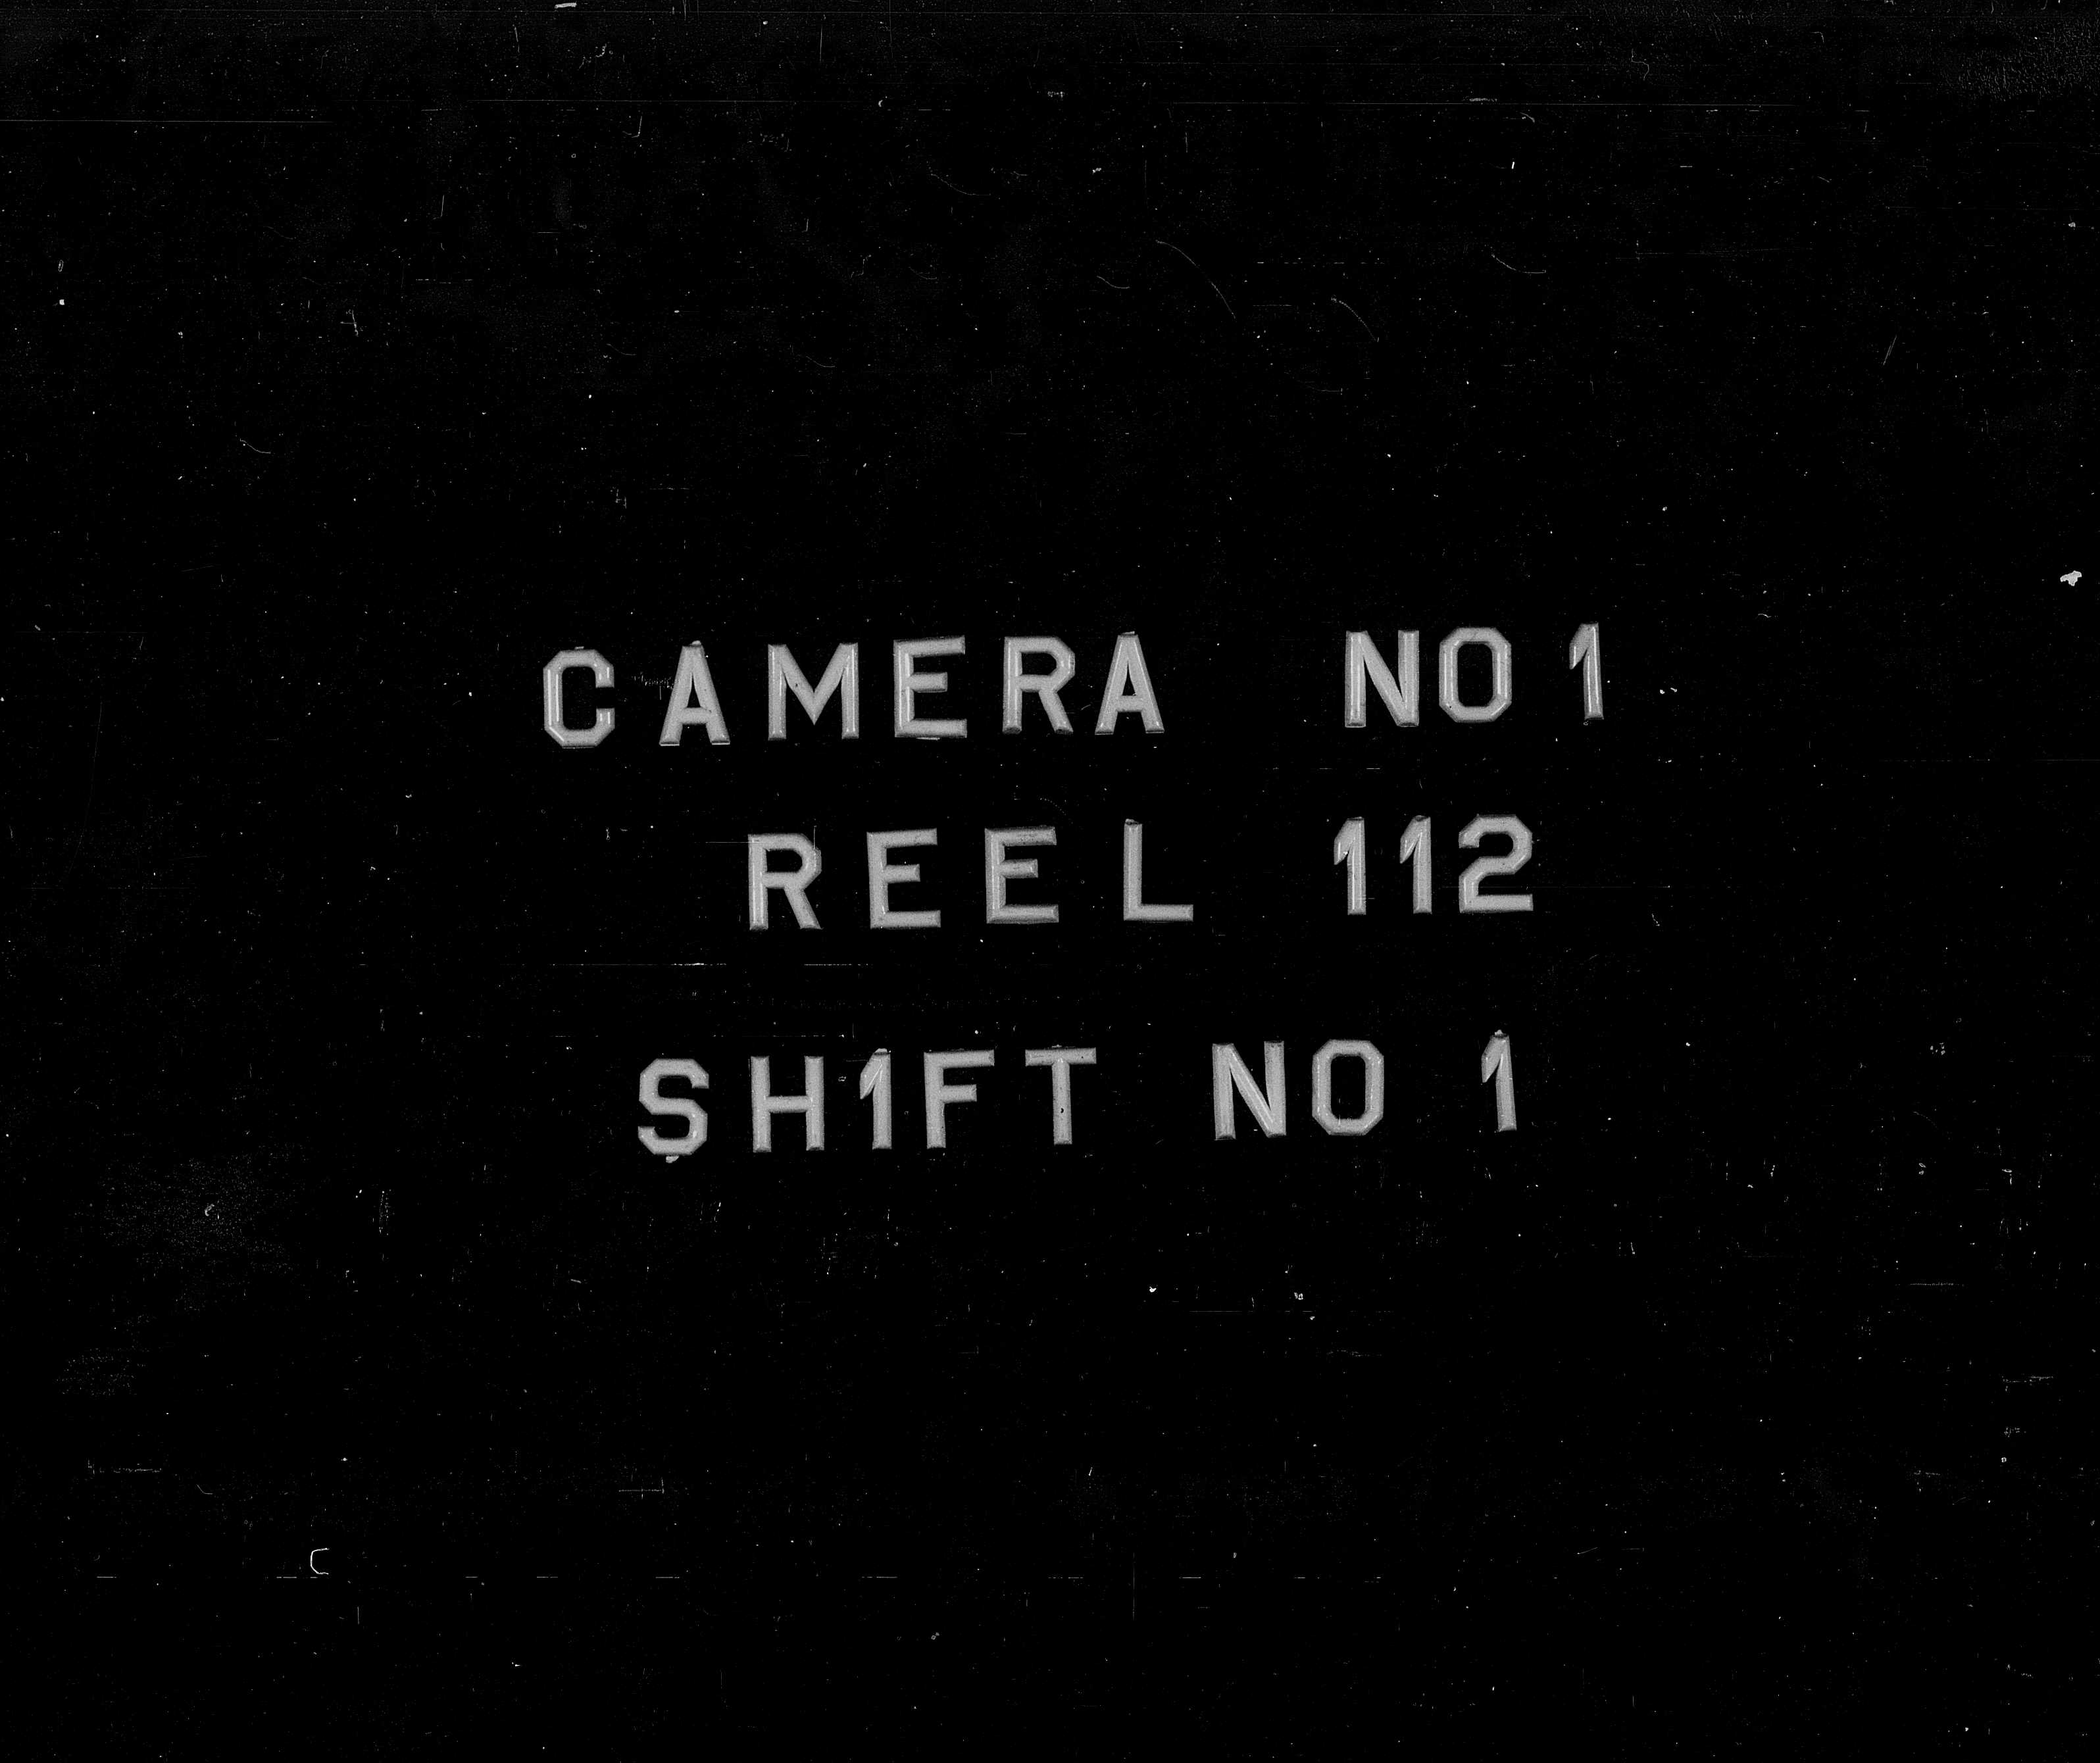 CAMERA NO 1
REEL 112
SH1FT NO 1